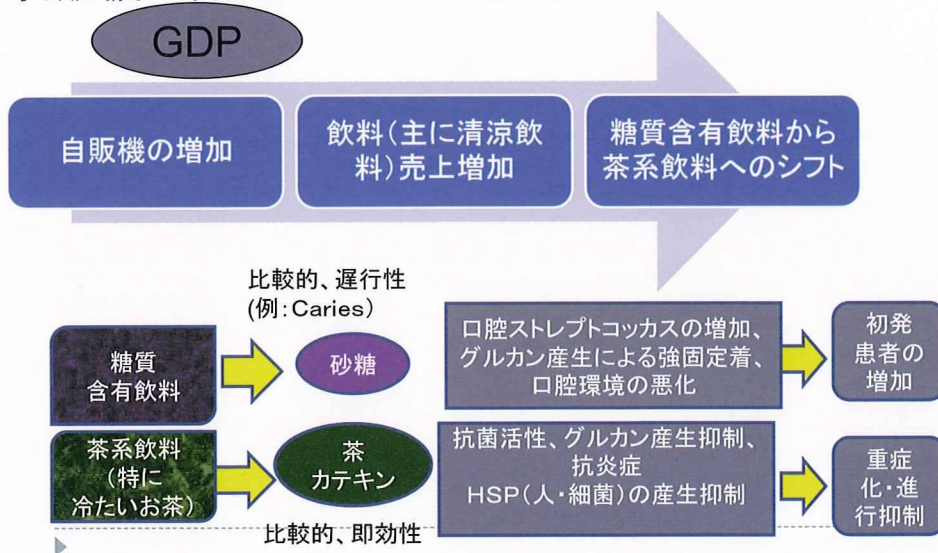 GDP
自販機の増加
飲料(主に清涼飲
料)売上増加
糖質含有飲料から
茶系飲料へのシフト
比較的、遅行性
(例:Caries)
糖質
含有飲料
砂糖
口腔ストレプトコッカスの増加、
グルカン産生による強固定着、
口腔環境の悪化
初発
患者の
増加
茶系飲料
(特に
冷たいお茶)
茶
カテキン
抗菌活性、グルカン産生抑制、
抗炎症
HSP(人・細菌)の産生抑制
重症
化・進
行抑制
比較的、即効性